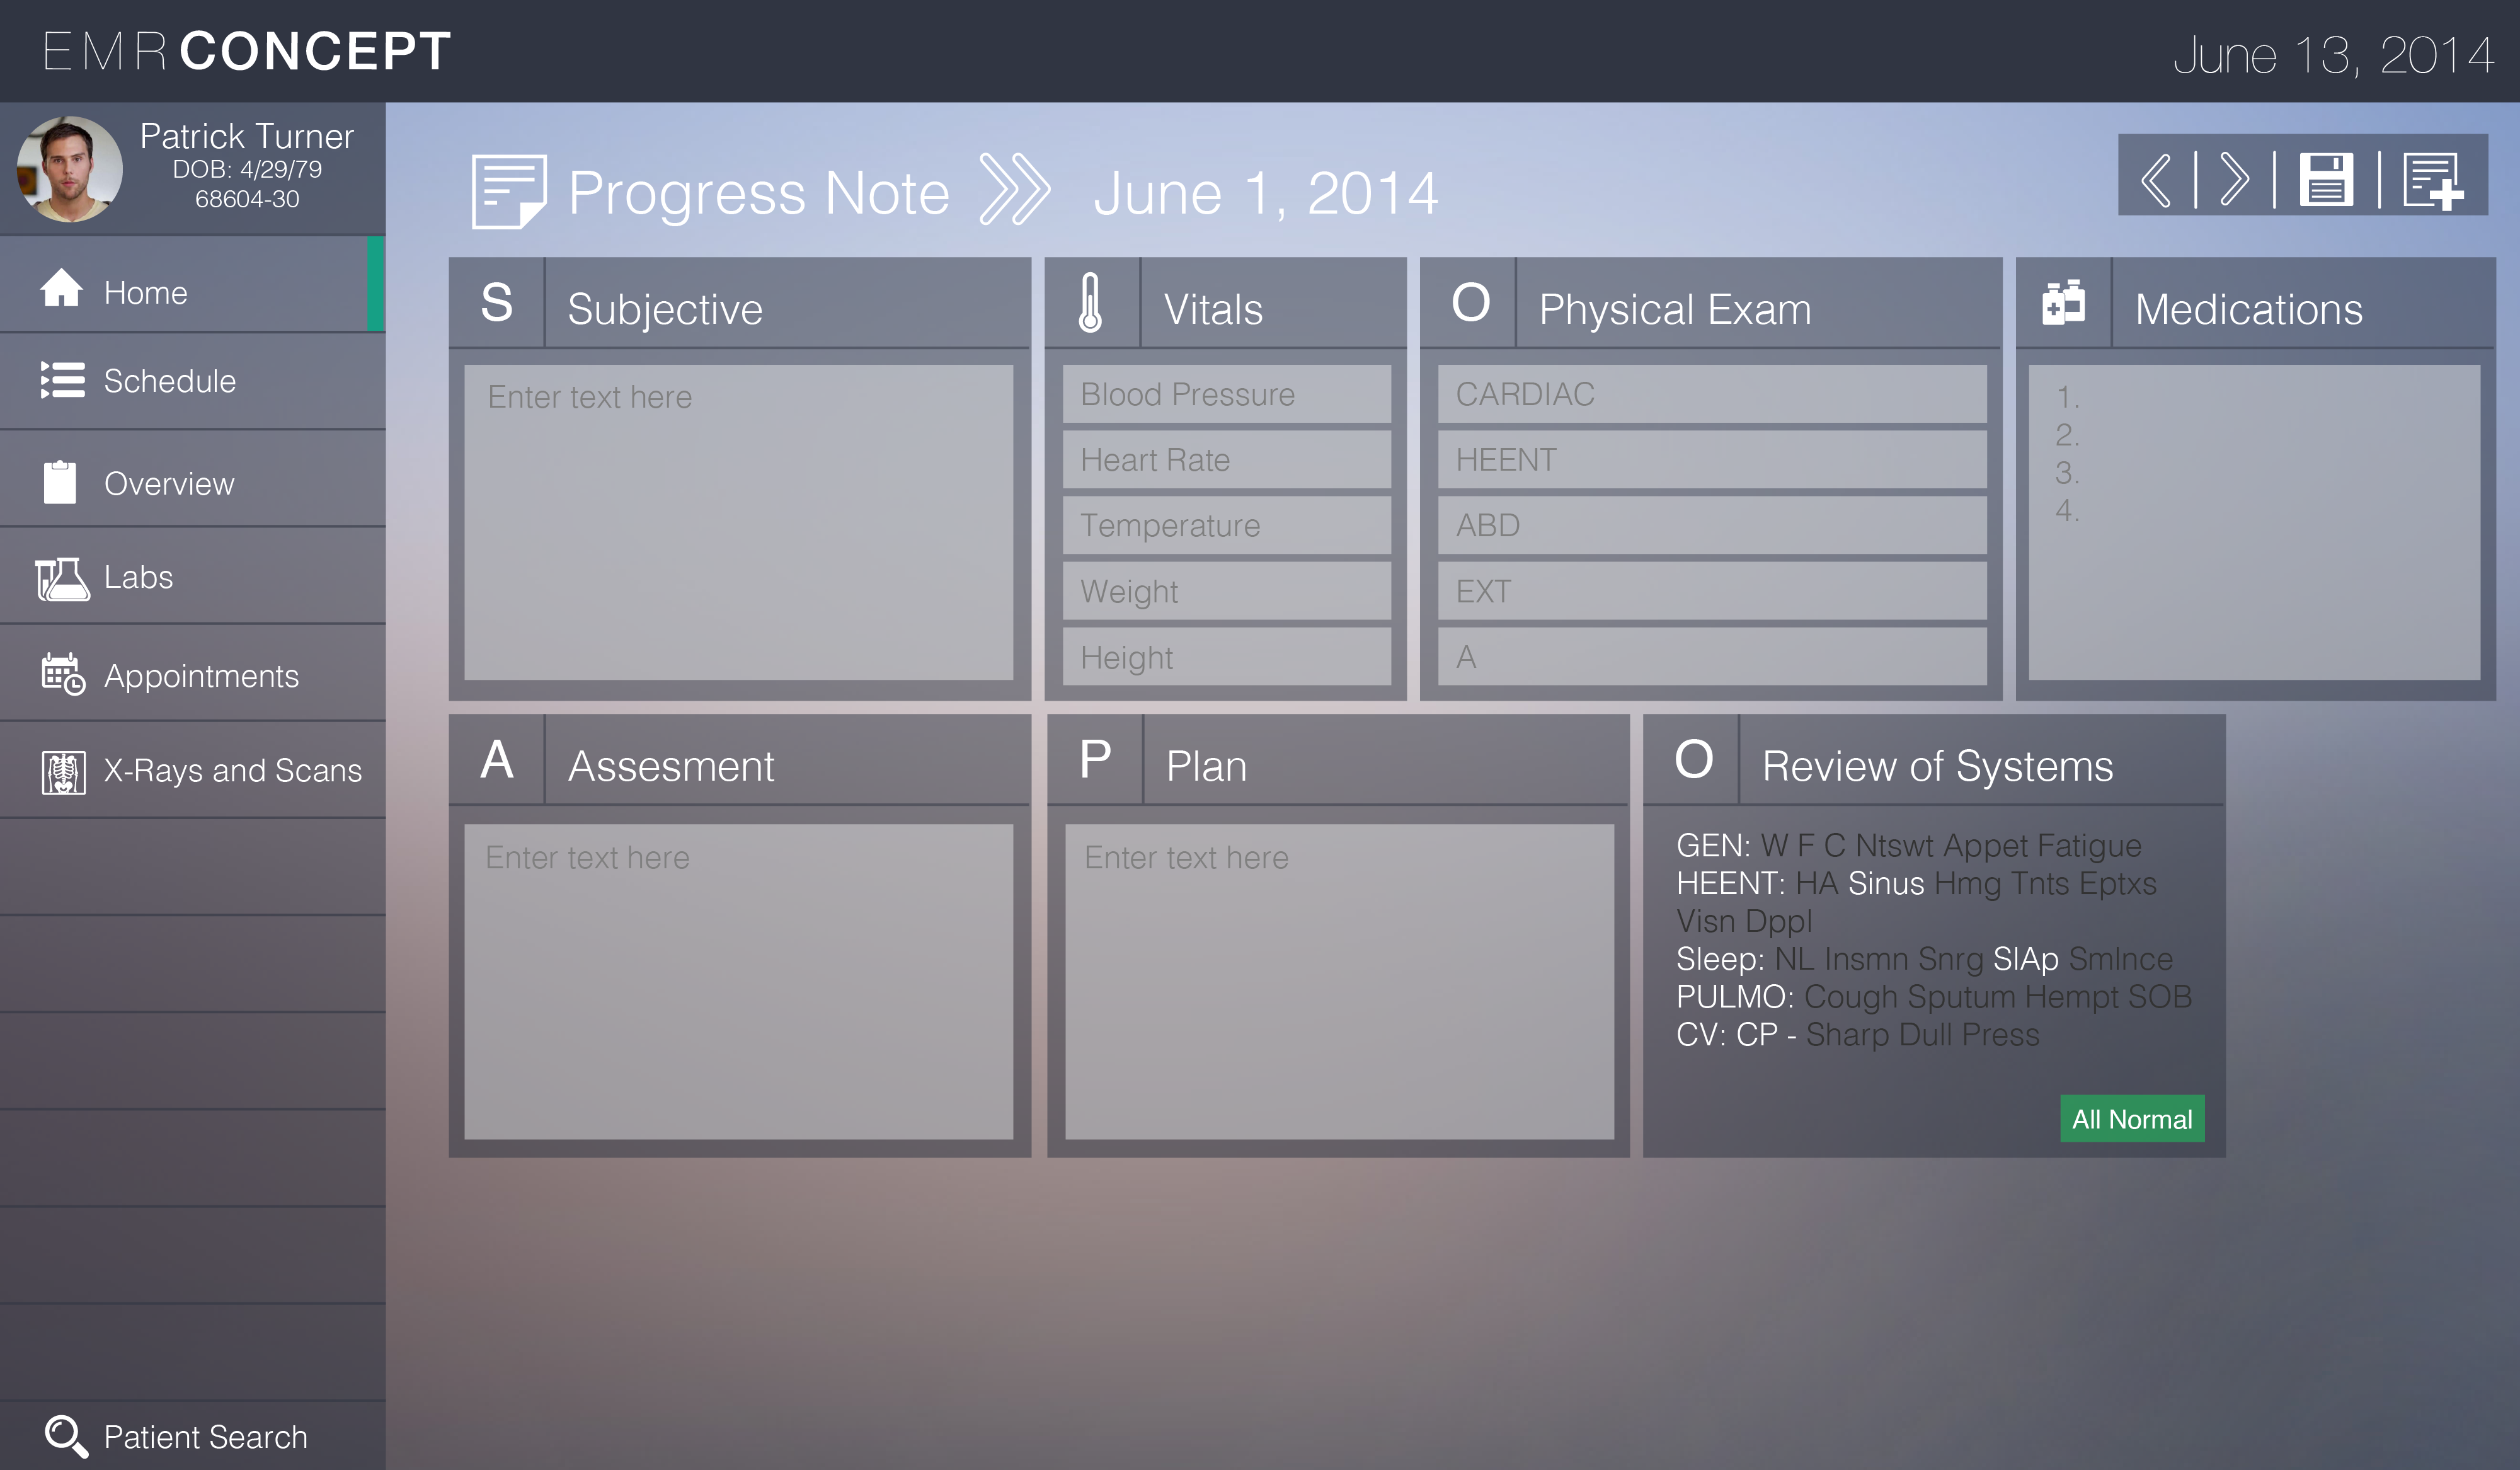 EMR CONCEPT
June 13, 2014
Patrick Turner
DOB: 4/29/79
68604-30
Home
Schedule
Overview
Labs
Appointments
X-Rays and Scans
Patient Search
Progress Note
June 1, 2014
S Subjective
Enter text here
Vitals
Blood Pressure
Heart Rate
Temperature
Weight
Height
O Physical Exam
CARDIAC
HEENT
ABD
EXT
A
Medications
1.
2.
3.
4.
A Assesment
Enter text here
P Plan
Enter text here
O Review of Systems
GEN: W F C Ntswt Appet Fatigue
HEENT: HA Sinus Hmg Tnts Eptxs
Visn Dppl
Sleep: NL Insmn Snrg SlAp Smlnce
PULMO: Cough Sputum Hempt SOB
CV: CP - Sharp Dull Press
All Normal